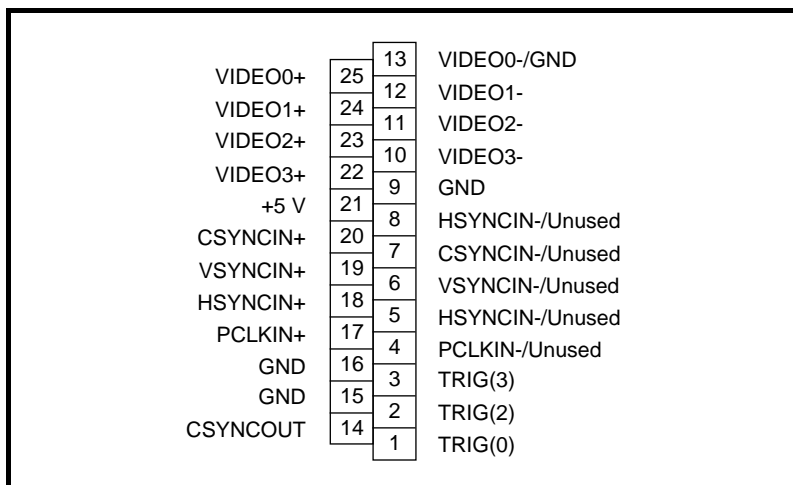 13 VIDEO0-/GND
VIDEO0+ 25
12 VIDEO1-
VIDEO1+ 24
11 VIDEO2-
VIDEO2+ 23
10 VIDEO3-
VIDEO3+ 22
9 GND
+5 V 21
8 HSYNCIN-/Unused
CSYNCIN+ 20
7 CSYNCIN-/Unused
VSYNCIN+ 19
6 VSYNCIN-/Unused
HSYNCIN+ 18
5 HSYNCIN-/Unused
PCLKIN+ 17
4 PCLKIN-/Unused
GND 16
3 TRIG(3)
GND 15
2 TRIG(2)
CSYNCOUT 14
1 TRIG(0)